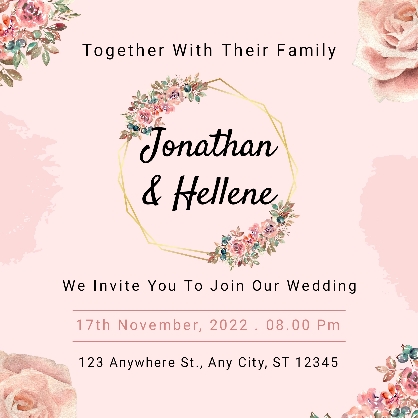 Together With Their Family
Jonathan
& Hellene
We Invite You To Join Our Wedding
17th November, 2022 . 08.00 Pm
123 Anywhere St., Any City, ST 12345